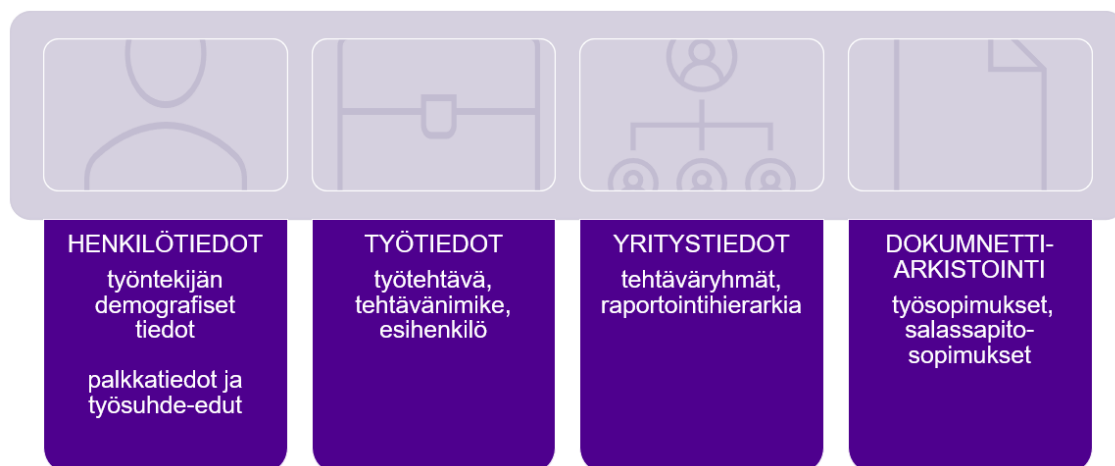 HENKILÖTIEDOT
työntekijän
demografiset
tiedot
palkkatiedot ja
työsuhde-edut
TYÖTIEDOT
työtehtävä,
tehtävänimike,
esihenkilö
YRITYSTIEDOT
tehtäväryhmät,
raportointihierarkia
DOKUMNETTI-
ARKISTOINTI
työsopimukset,
salassapito-
sopimukset